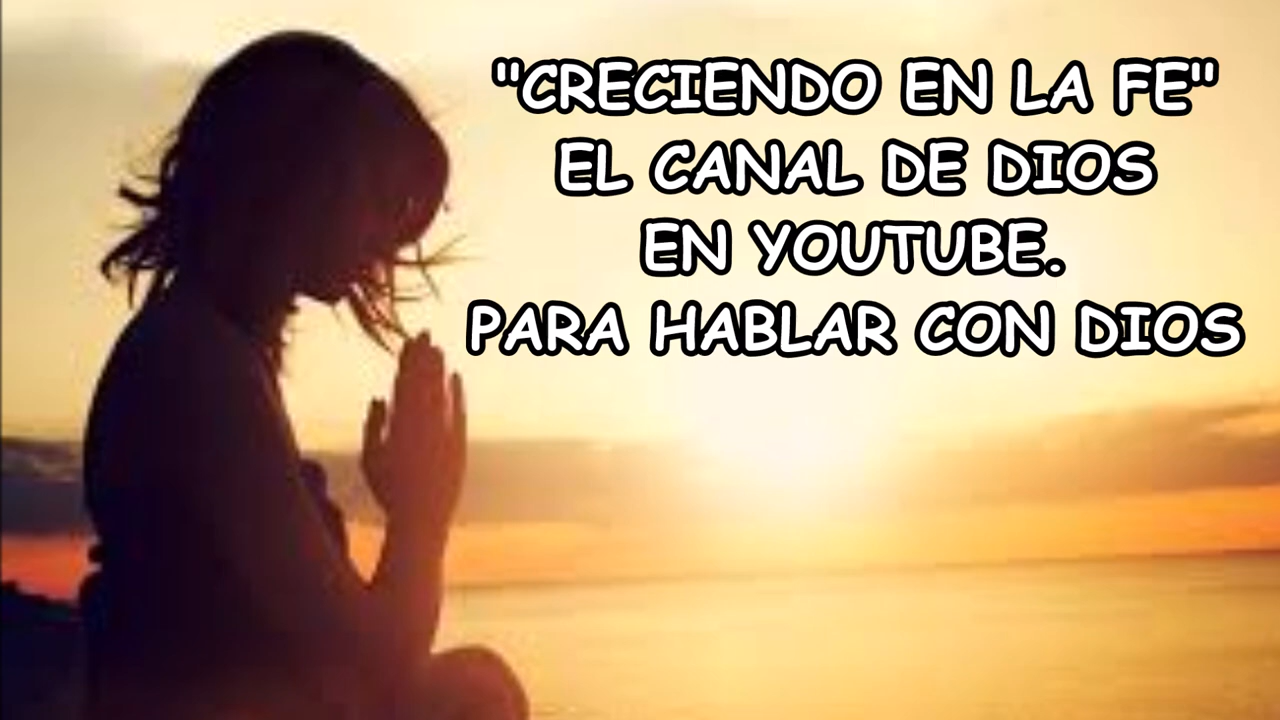 "CRECIENDO EN LA FE"
EL CANAL DE DIOS
EN YOUTUBE.
PARA HABLAR CON DIOS